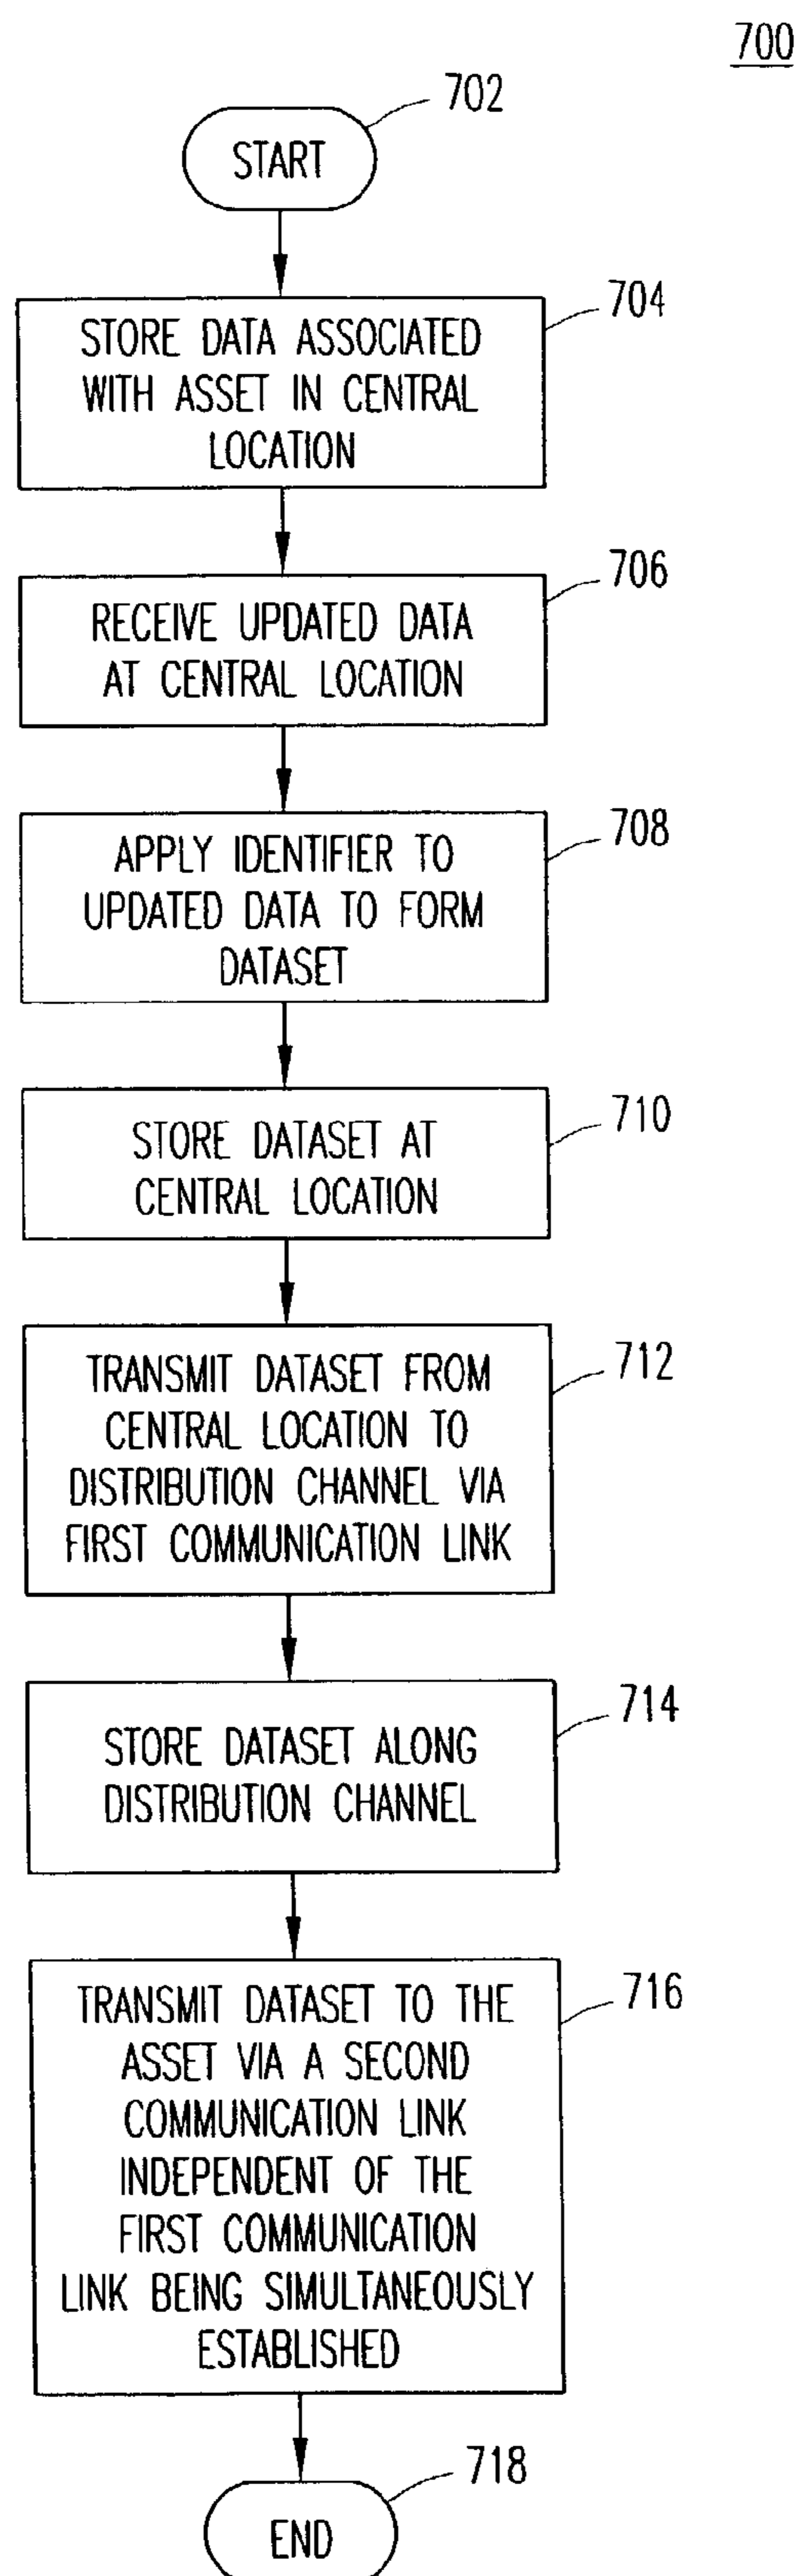 700
702
START
704
STORE DATA ASSOCIATED
WITH ASSET IN CENTRAL
LOCATION
706
RECEIVE UPDATED DATA
AT CENTRAL LOCATION
708
APPLY IDENTIFIER TO
UPDATED DATA TO FORM
DATASET
710
STORE DATASET AT
CENTRAL LOCATION
712
TRANSMIT DATASET FROM
CENTRAL LOCATION TO
DISTRIBUTION CHANNEL VIA
FIRST COMMUNICATION LINK
714
STORE DATASET ALONG
DISTRIBUTION CHANNEL
716
TRANSMIT DATASET TO THE
ASSET VIA A SECOND
COMMUNICATION LINK
INDEPENDENT OF THE
FIRST COMMUNICATION
LINK BEING SIMULTANEOUSLY
ESTABLISHED
718
END